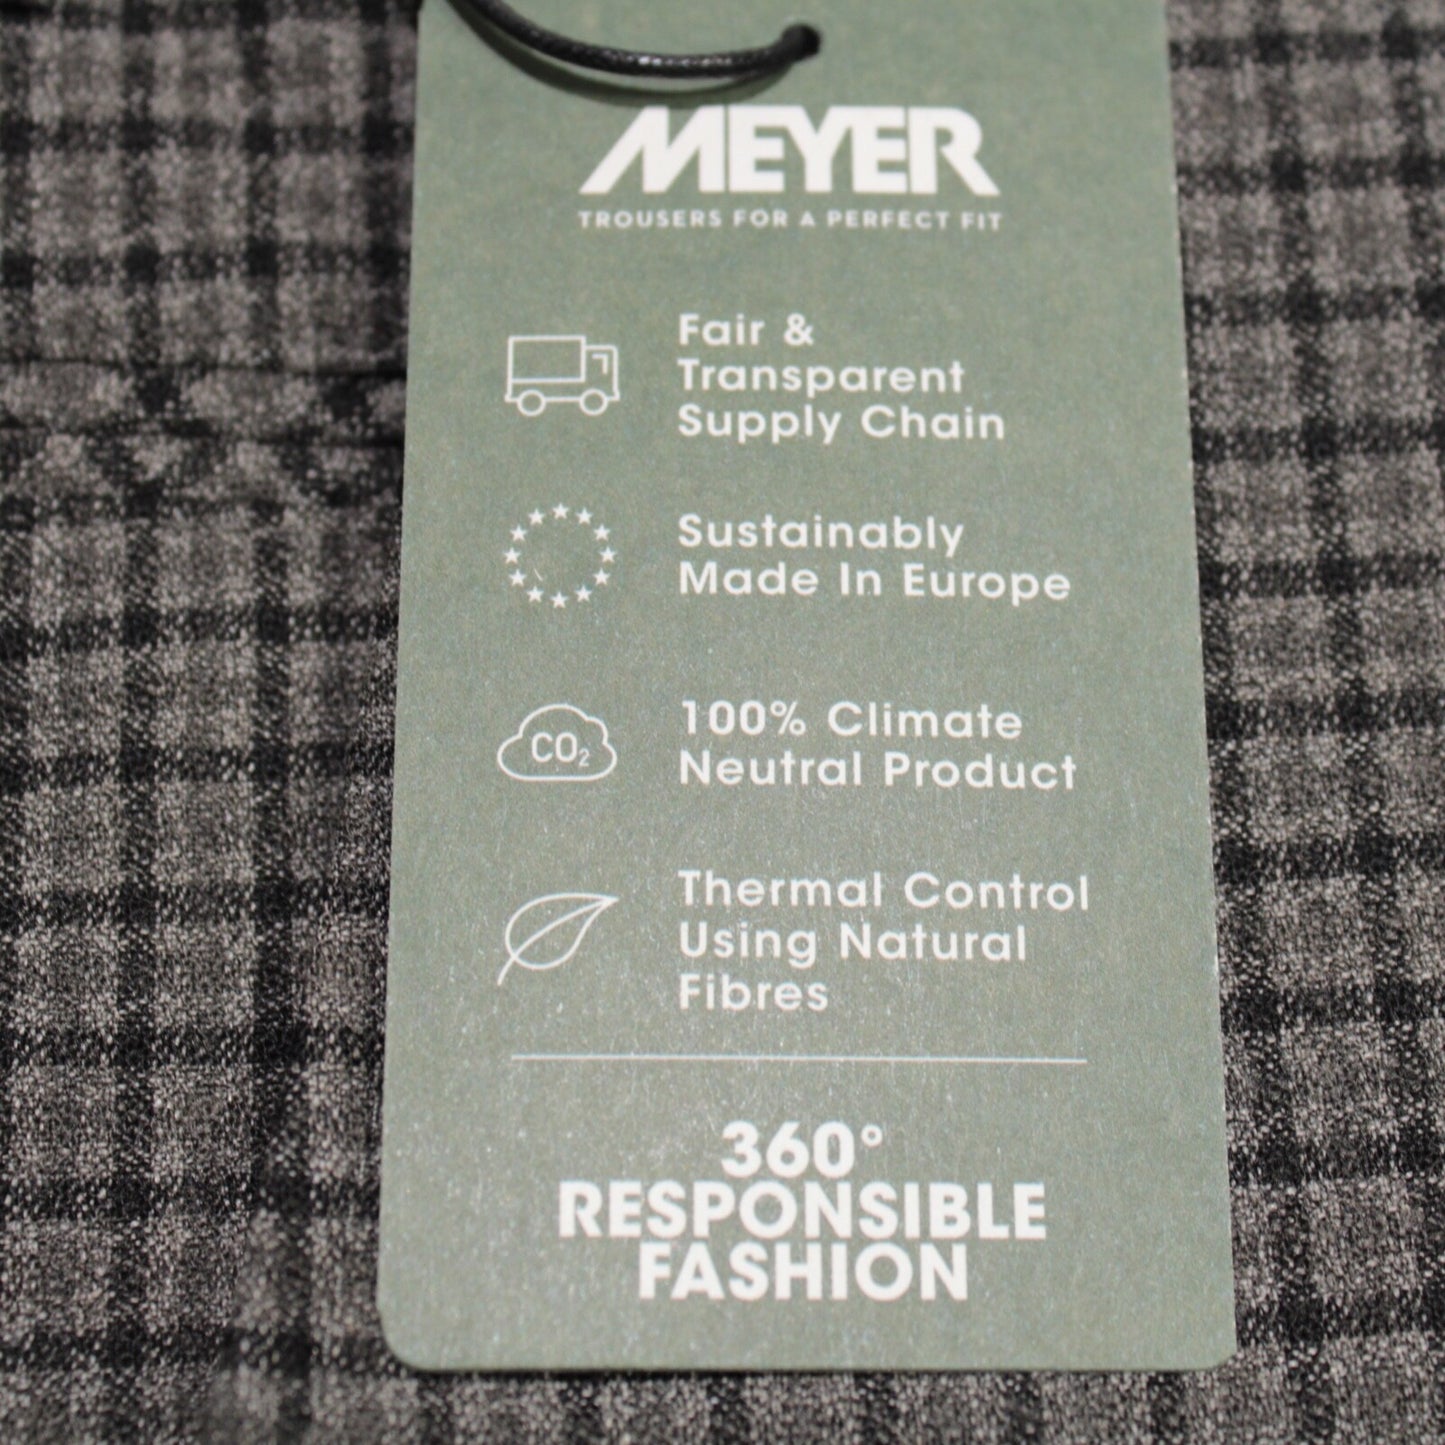 MEYER
TROUSERS FOR A PERFECT FIT
Fair &
Transparent
Supply Chain
Sustainably
Made In Europe
CO₂
100% Climate
Neutral Product
Thermal Control
Using Natural
Fibres
360°
RESPONSIBLE
FASHION